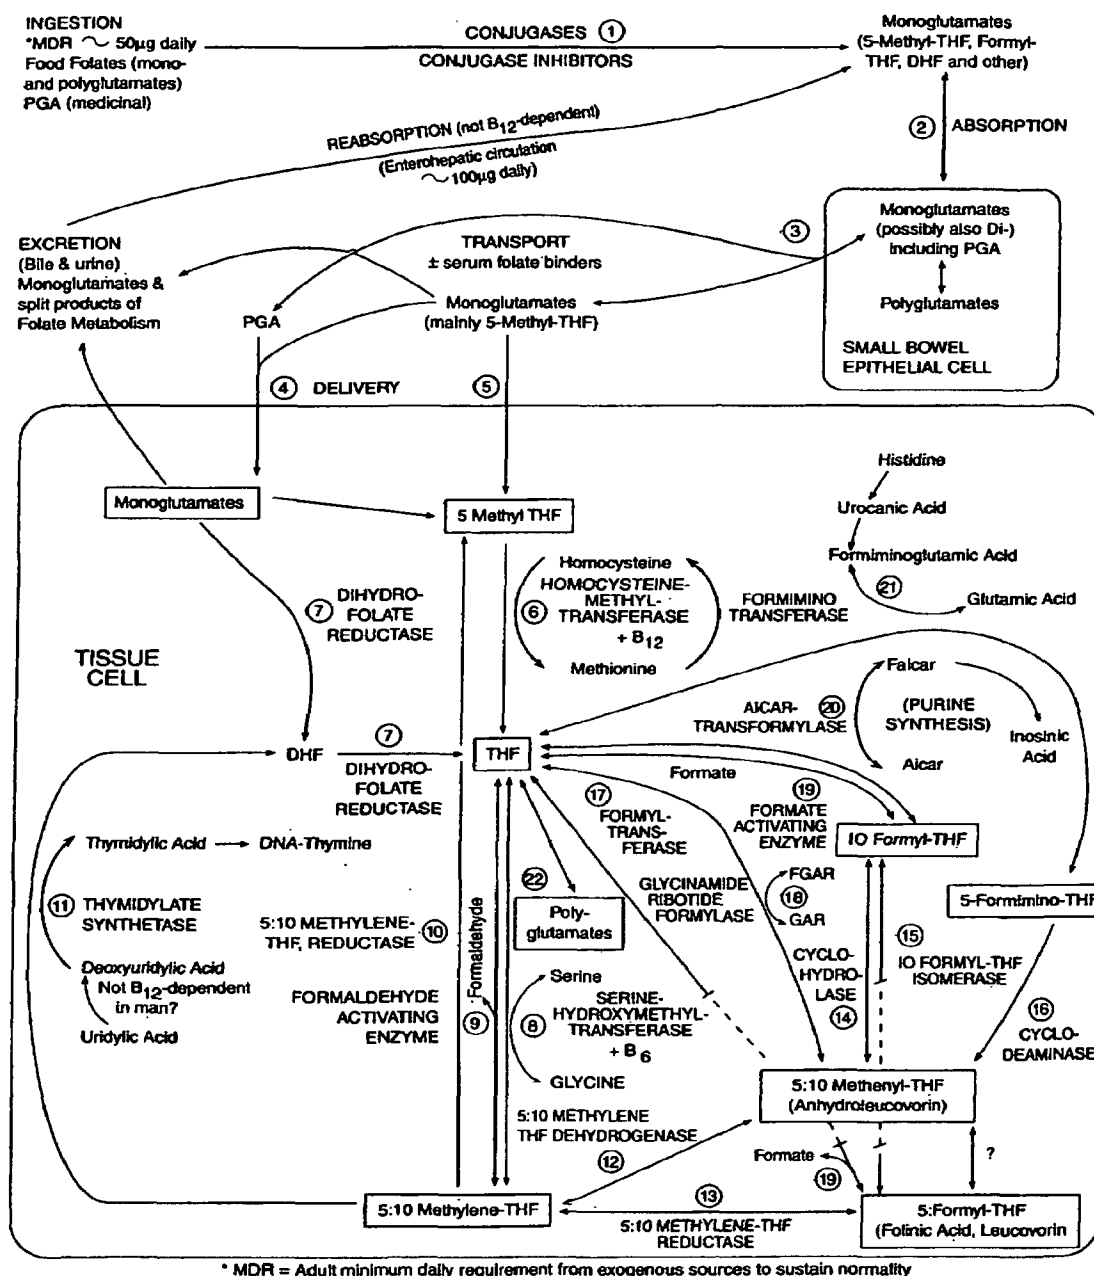 INGESTION
*MDR ~ 50µg daily
Food Folates (mono-
and polyglutamates)
PGA (medicinal)
CONJUGASES ①
CONJUGASE INHIBITORS
Monoglutamates
(5-Methyl-THF, Formyl-
THF, DHF and other)
② ABSORPTION
REABSORPTION (not B12-dependent)
(Enterohepatic circulation
~ 100µg daily)
Monoglutamates
(possibly also Di-)
including PGA
Polyglutamates
SMALL BOWEL
EPITHELIAL CELL
③
EXCRETION
(Bile & urine)
Monoglutamates &
split products of
Folate Metabolism
TRANSPORT
± serum folate binders
PGA
Monoglutamates
(mainly 5-Methyl-THF)
④ DELIVERY ⑤
Monoglutamates
5 Methyl THF
Histidine
Urocanic Acid
Formiminoglutamic Acid
㉑
Glutamic Acid
Homocysteine
HOMOCYSTEINE-
METHYL-
TRANSFERASE
+ B12
⑥
Methionine
FORMIMINO
TRANSFERASE
⑦ DIHYDRO-
FOLATE
REDUCTASE
TISSUE
CELL
Falcar
AICAR-
TRANSFORMYLASE
⑳
(PURINE
SYNTHESIS)
Aicar
Inosinic
Acid
DHF
⑦
DIHYDRO-
FOLATE
REDUCTASE
THF
Formate
⑲
FORMATE
ACTIVATING
ENZYME
IO Formyl-THF
⑰
FORMYL-
TRANS-
FERASE
Thymidylic Acid
DNA-Thymine
⑪ THYMIDYLATE
SYNTHETASE
Deoxyuridylic Acid
Not B12-dependent
in man?
Uridylic Acid
5:10 METHYLENE-
THF, REDUCTASE ⑩
㉒
Poly-
glutamates
GLYCINAMIDE
RIBOTIDE
FORMYLASE
FGAR
⑱
GAR
5-Formimino-THF
Formaldehyde
FORMALDEHYDE
ACTIVATING
ENZYME
⑨
Serine
⑧
SERINE-
HYDROXYMETHYL-
TRANSFERASE
+ B6
GLYCINE
CYCLO-
HYDRO-
LASE
⑭
⑮
IO FORMYL-THF
ISOMERASE
⑯
CYCLO-
DEAMINASE
5:10 Methenyl-THF
(Anhydroleucovorin)
5:10 METHYLENE
THF DEHYDROGENASE
⑫
Formate
⑲
?
5:10 Methylene-THF
⑬
5:10 METHYLENE-THF
REDUCTASE
5:Formyl-THF
(Folinic Acid, Leucovorin
* MDR = Adult minimum daily requirement from exogenous sources to sustain normality